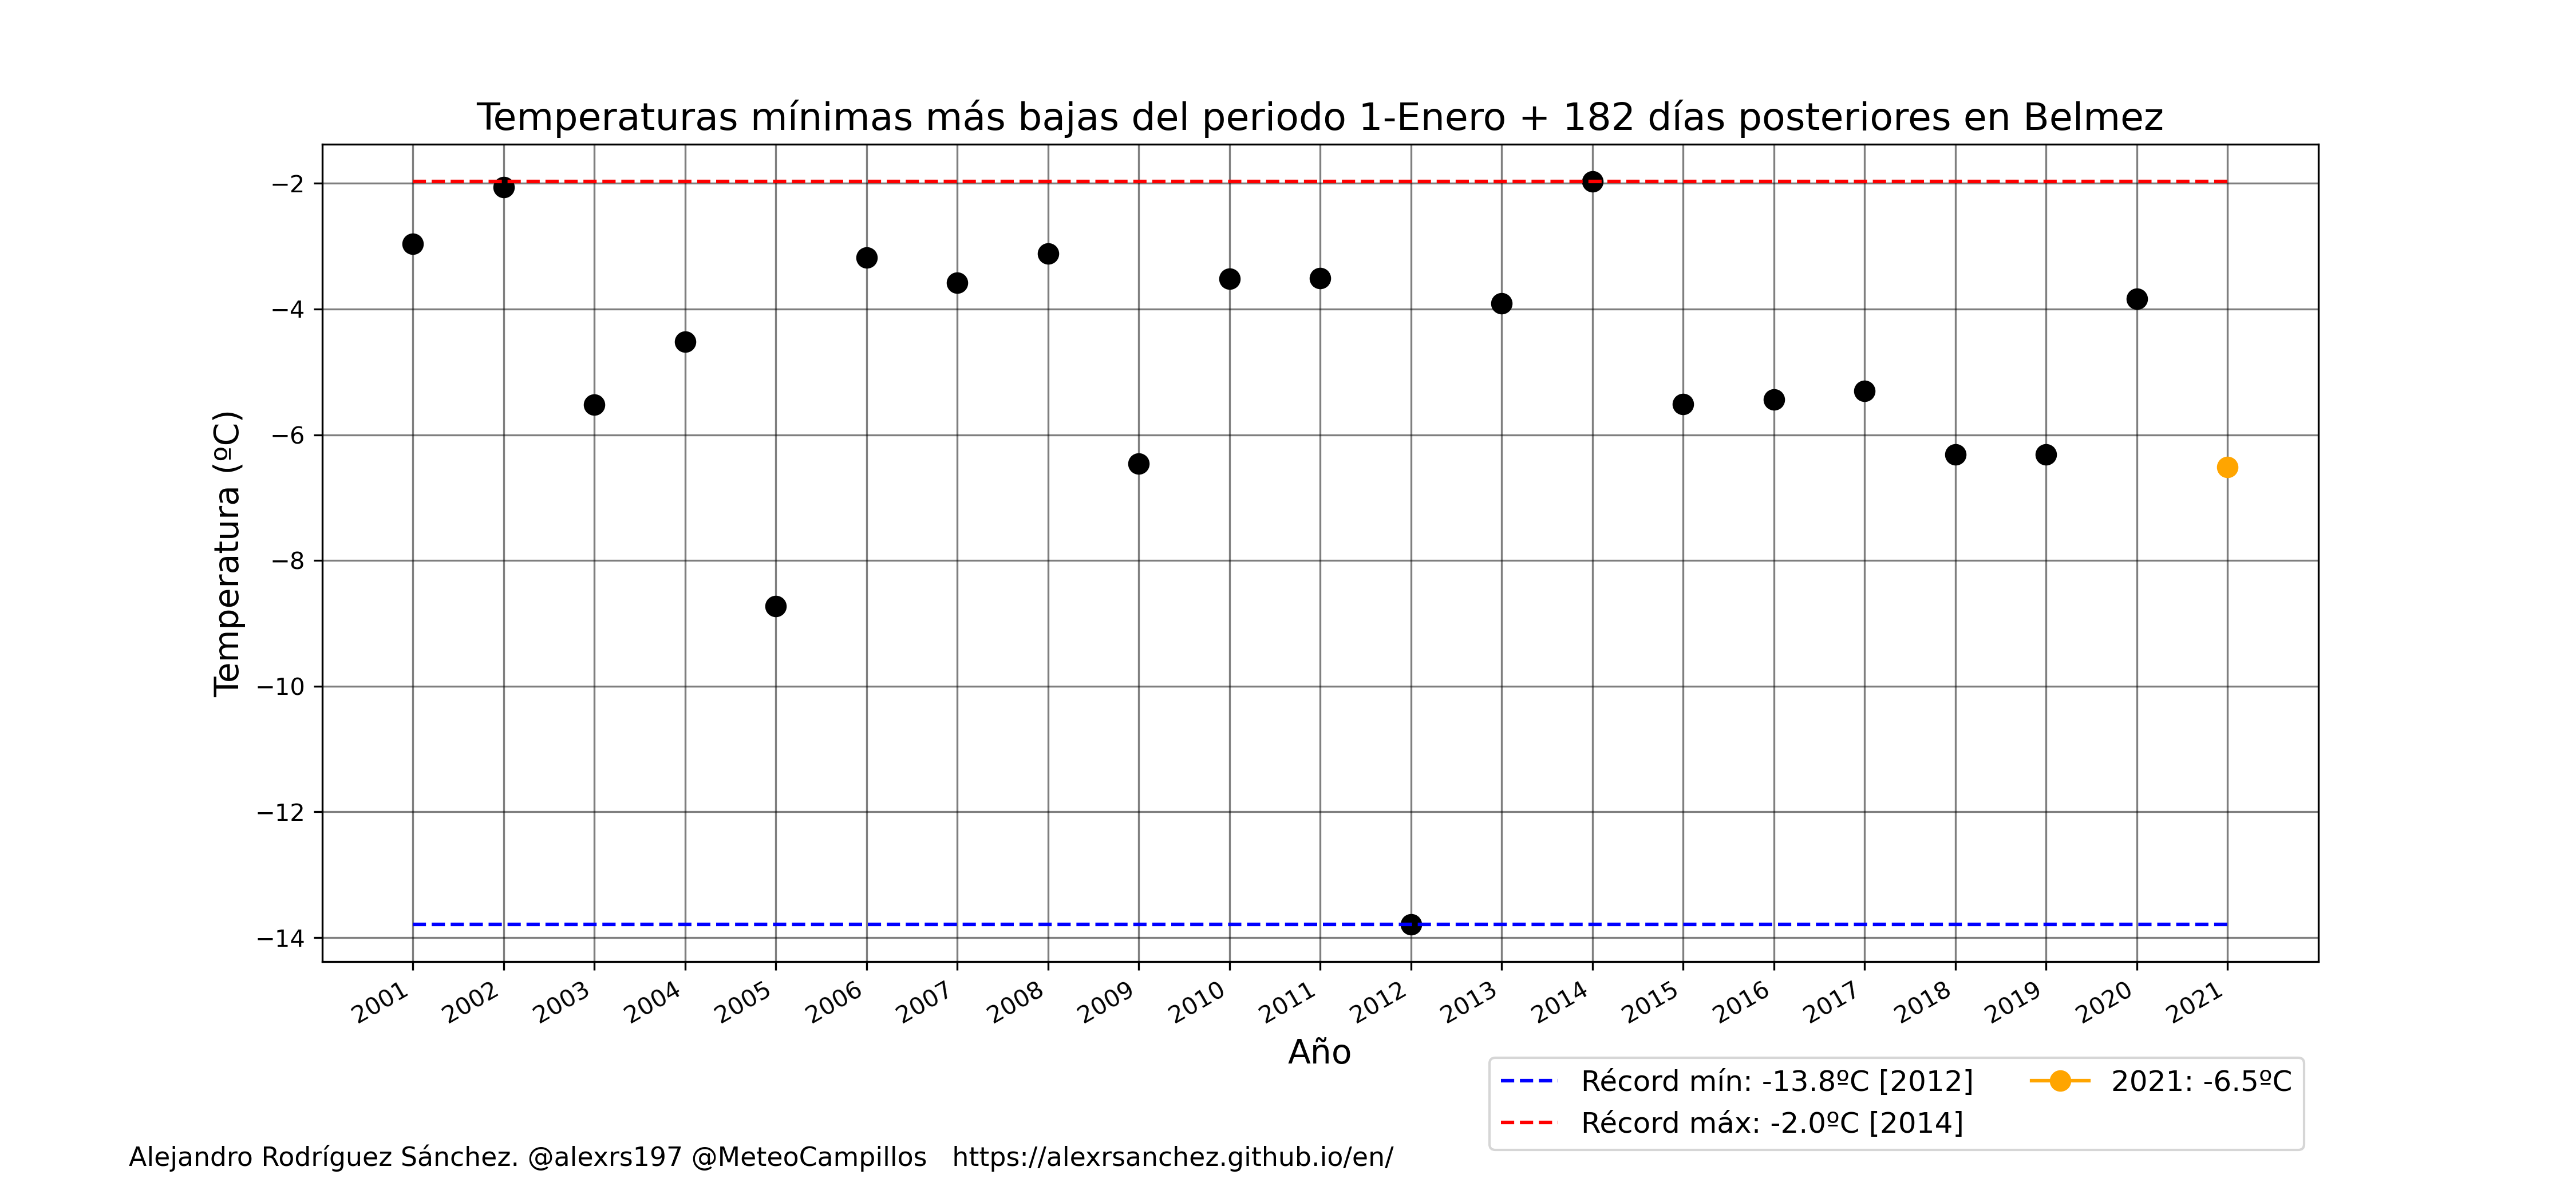 Temperaturas mínimas más bajas del periodo 1-Enero + 182 días posteriores en Belmez
Temperatura (ºC)
−2
−4
−6
−8
−10
−12
−14
2001 2002 2003 2004 2005 2006 2007 2008 2009 2010 2011 2012 2013 2014 2015 2016 2017 2018 2019 2020 2021
Año
Récord mín: -13.8ºC [2012]
Récord máx: -2.0ºC [2014]
2021: -6.5ºC
Alejandro Rodríguez Sánchez. @alexrs197 @MeteoCampillos https://alexrsanchez.github.io/en/